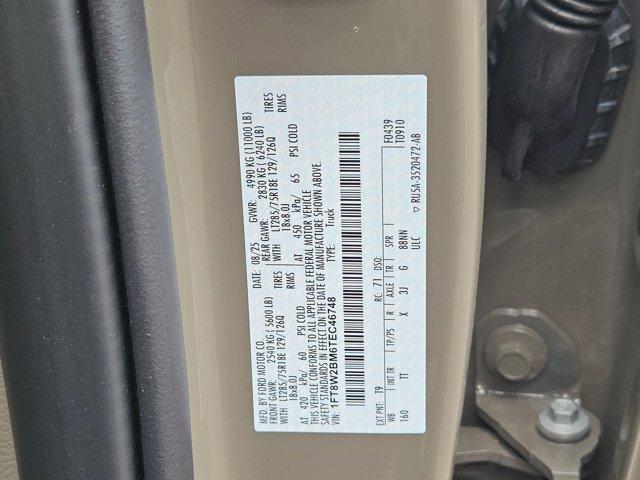 MFD. BY FORD MOTOR CO. DATE: 08/25 GVWR: 4990 KG (11000 LB)
FRONT GAWR: 2540 KG (5600 LB) REAR GAWR: 2830 KG (6240 LB)
WITH LT285/75R18E 129/126Q TIRES WITH LT285/75R18E 129/126Q TIRES
18x8.0J RIMS 18x8.0J RIMS
AT 420 kPa/ 60 PSI COLD AT 450 kPa/ 65 PSI COLD
THIS VEHICLE CONFORMS TO ALL APPLICABLE FEDERAL MOTOR VEHICLE
SAFETY STANDARDS IN EFFECT ON THE DATE OF MANUFACTURE SHOWN ABOVE.
VIN: 1FT8W2BM6TEC46748 TYPE: Truck
F0439
T0910
EXT PNT: T9 RC: 71 DSO:
WB INT TR TP/PS R AXLE TR SPR
160 TT X 3J G 88NN
ULC ▽ RU5A-3520472-AB